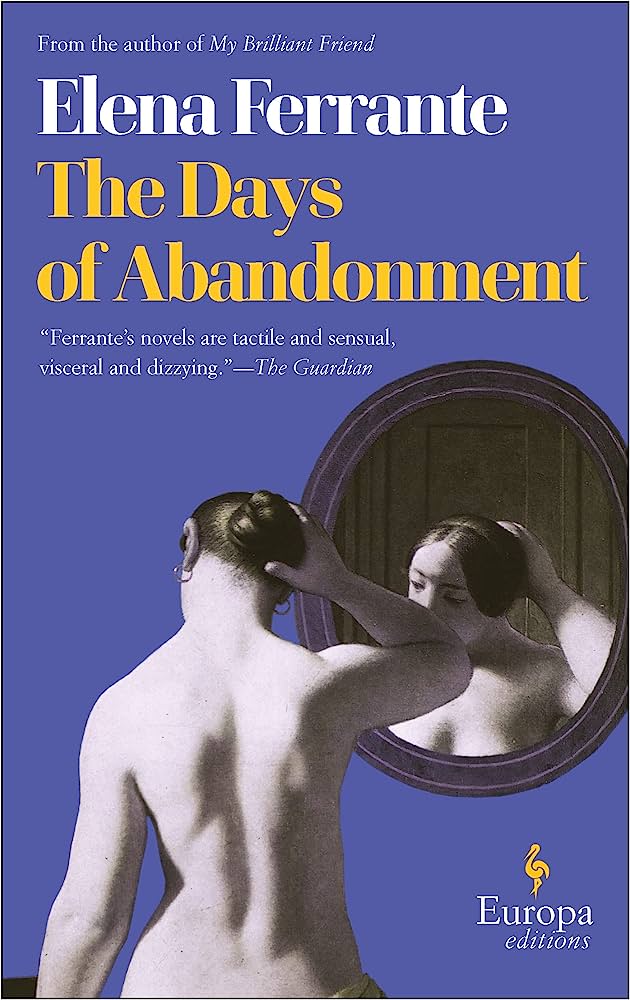 From the author of My Brilliant Friend
Elena Ferrante
The Days
of Abandonment
“Ferrante’s novels are tactile and sensual,
visceral and dizzying.”—The Guardian
Europa
editions